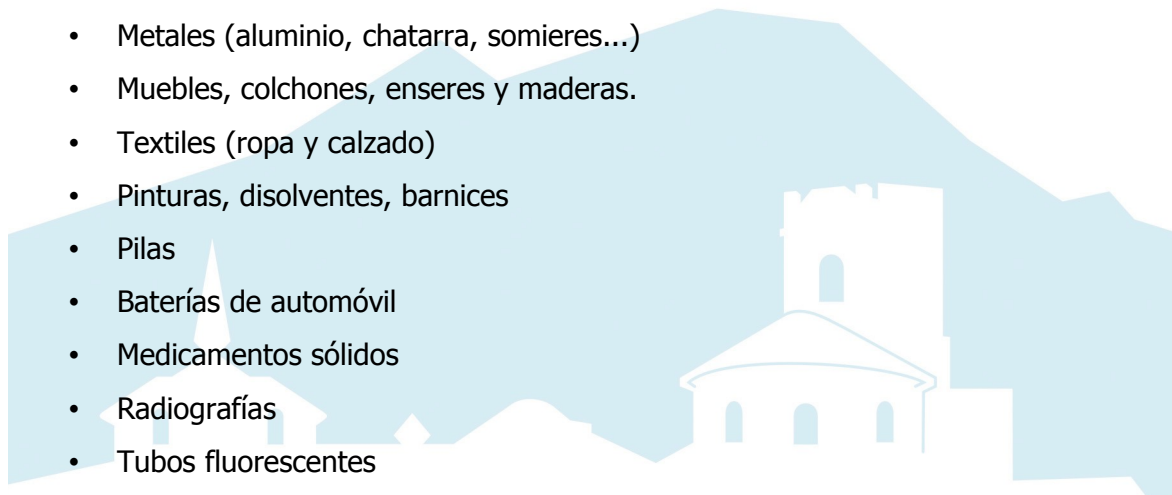 • Metales (aluminio, chatarra, somieres...)
• Muebles, colchones, enseres y maderas.
• Textiles (ropa y calzado)
• Pinturas, disolventes, barnices
• Pilas
• Baterías de automóvil
• Medicamentos sólidos
• Radiografías
• Tubos fluorescentes